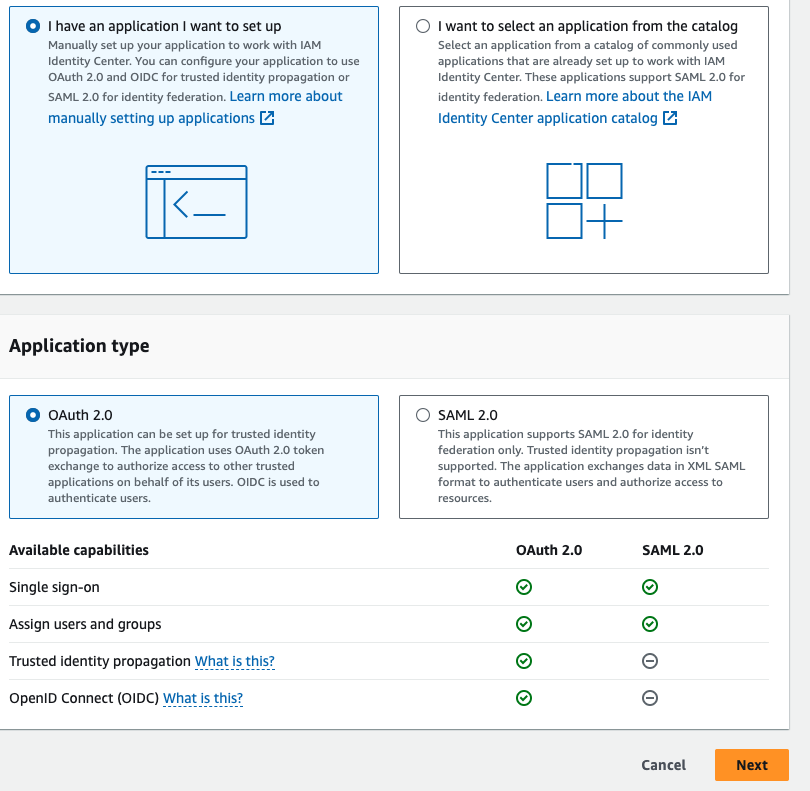 I have an application I want to set up
Manually set up your application to work with IAM
Identity Center. You can configure your application to use
OAuth 2.0 and OIDC for trusted identity propagation or
SAML 2.0 for identity federation. Learn more about
manually setting up applications
I want to select an application from the catalog
Select an application from a catalog of commonly used
applications that are already set up to work with IAM
Identity Center. These applications support SAML 2.0 for
identity federation. Learn more about the IAM
Identity Center application catalog
Application type
OAuth 2.0
This application can be set up for trusted identity
propagation. The application uses OAuth 2.0 token
exchange to authorize access to other trusted
applications on behalf of its users. OIDC is used to
authenticate users.
SAML 2.0
This application supports SAML 2.0 for identity
federation only. Trusted identity propagation isn't
supported. The application exchanges data in XML SAML
format to authenticate users and authorize access to
resources.
Available capabilities OAuth 2.0 SAML 2.0
Single sign-on
Assign users and groups
Trusted identity propagation What is this?
OpenID Connect (OIDC) What is this?
Cancel Next